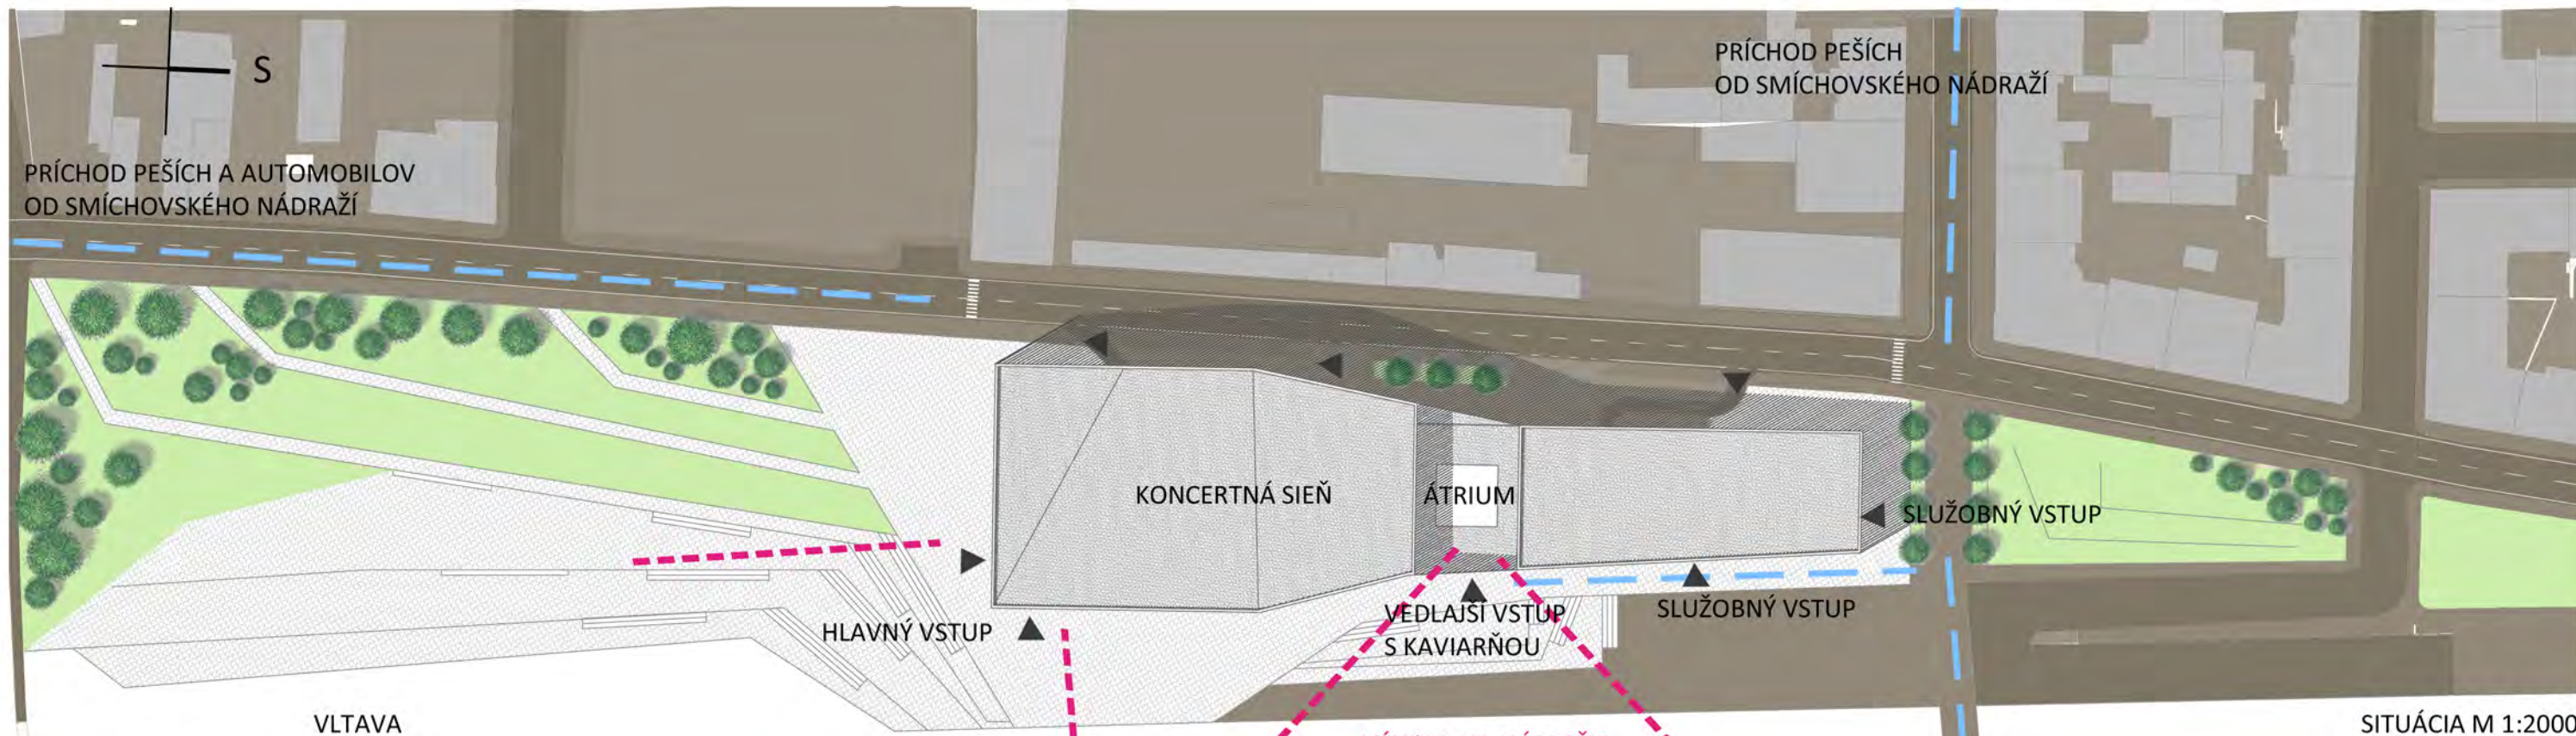 S
PRÍCHOD PEŠÍCH
OD SMÍCHOVSKÉHO NÁDRAŽÍ
PRÍCHOD PEŠÍCH A AUTOMOBILOV
OD SMÍCHOVSKÉHO NÁDRAŽÍ
KONCERTNÁ SIEŇ
ÁTRIUM
SLUŽOBNÝ VSTUP
HLAVNÝ VSTUP
VEDLAJŠÍ VSTUP
S KAVIARŇOU
SLUŽOBNÝ VSTUP
VLTAVA
SITUÁCIA M 1:2000